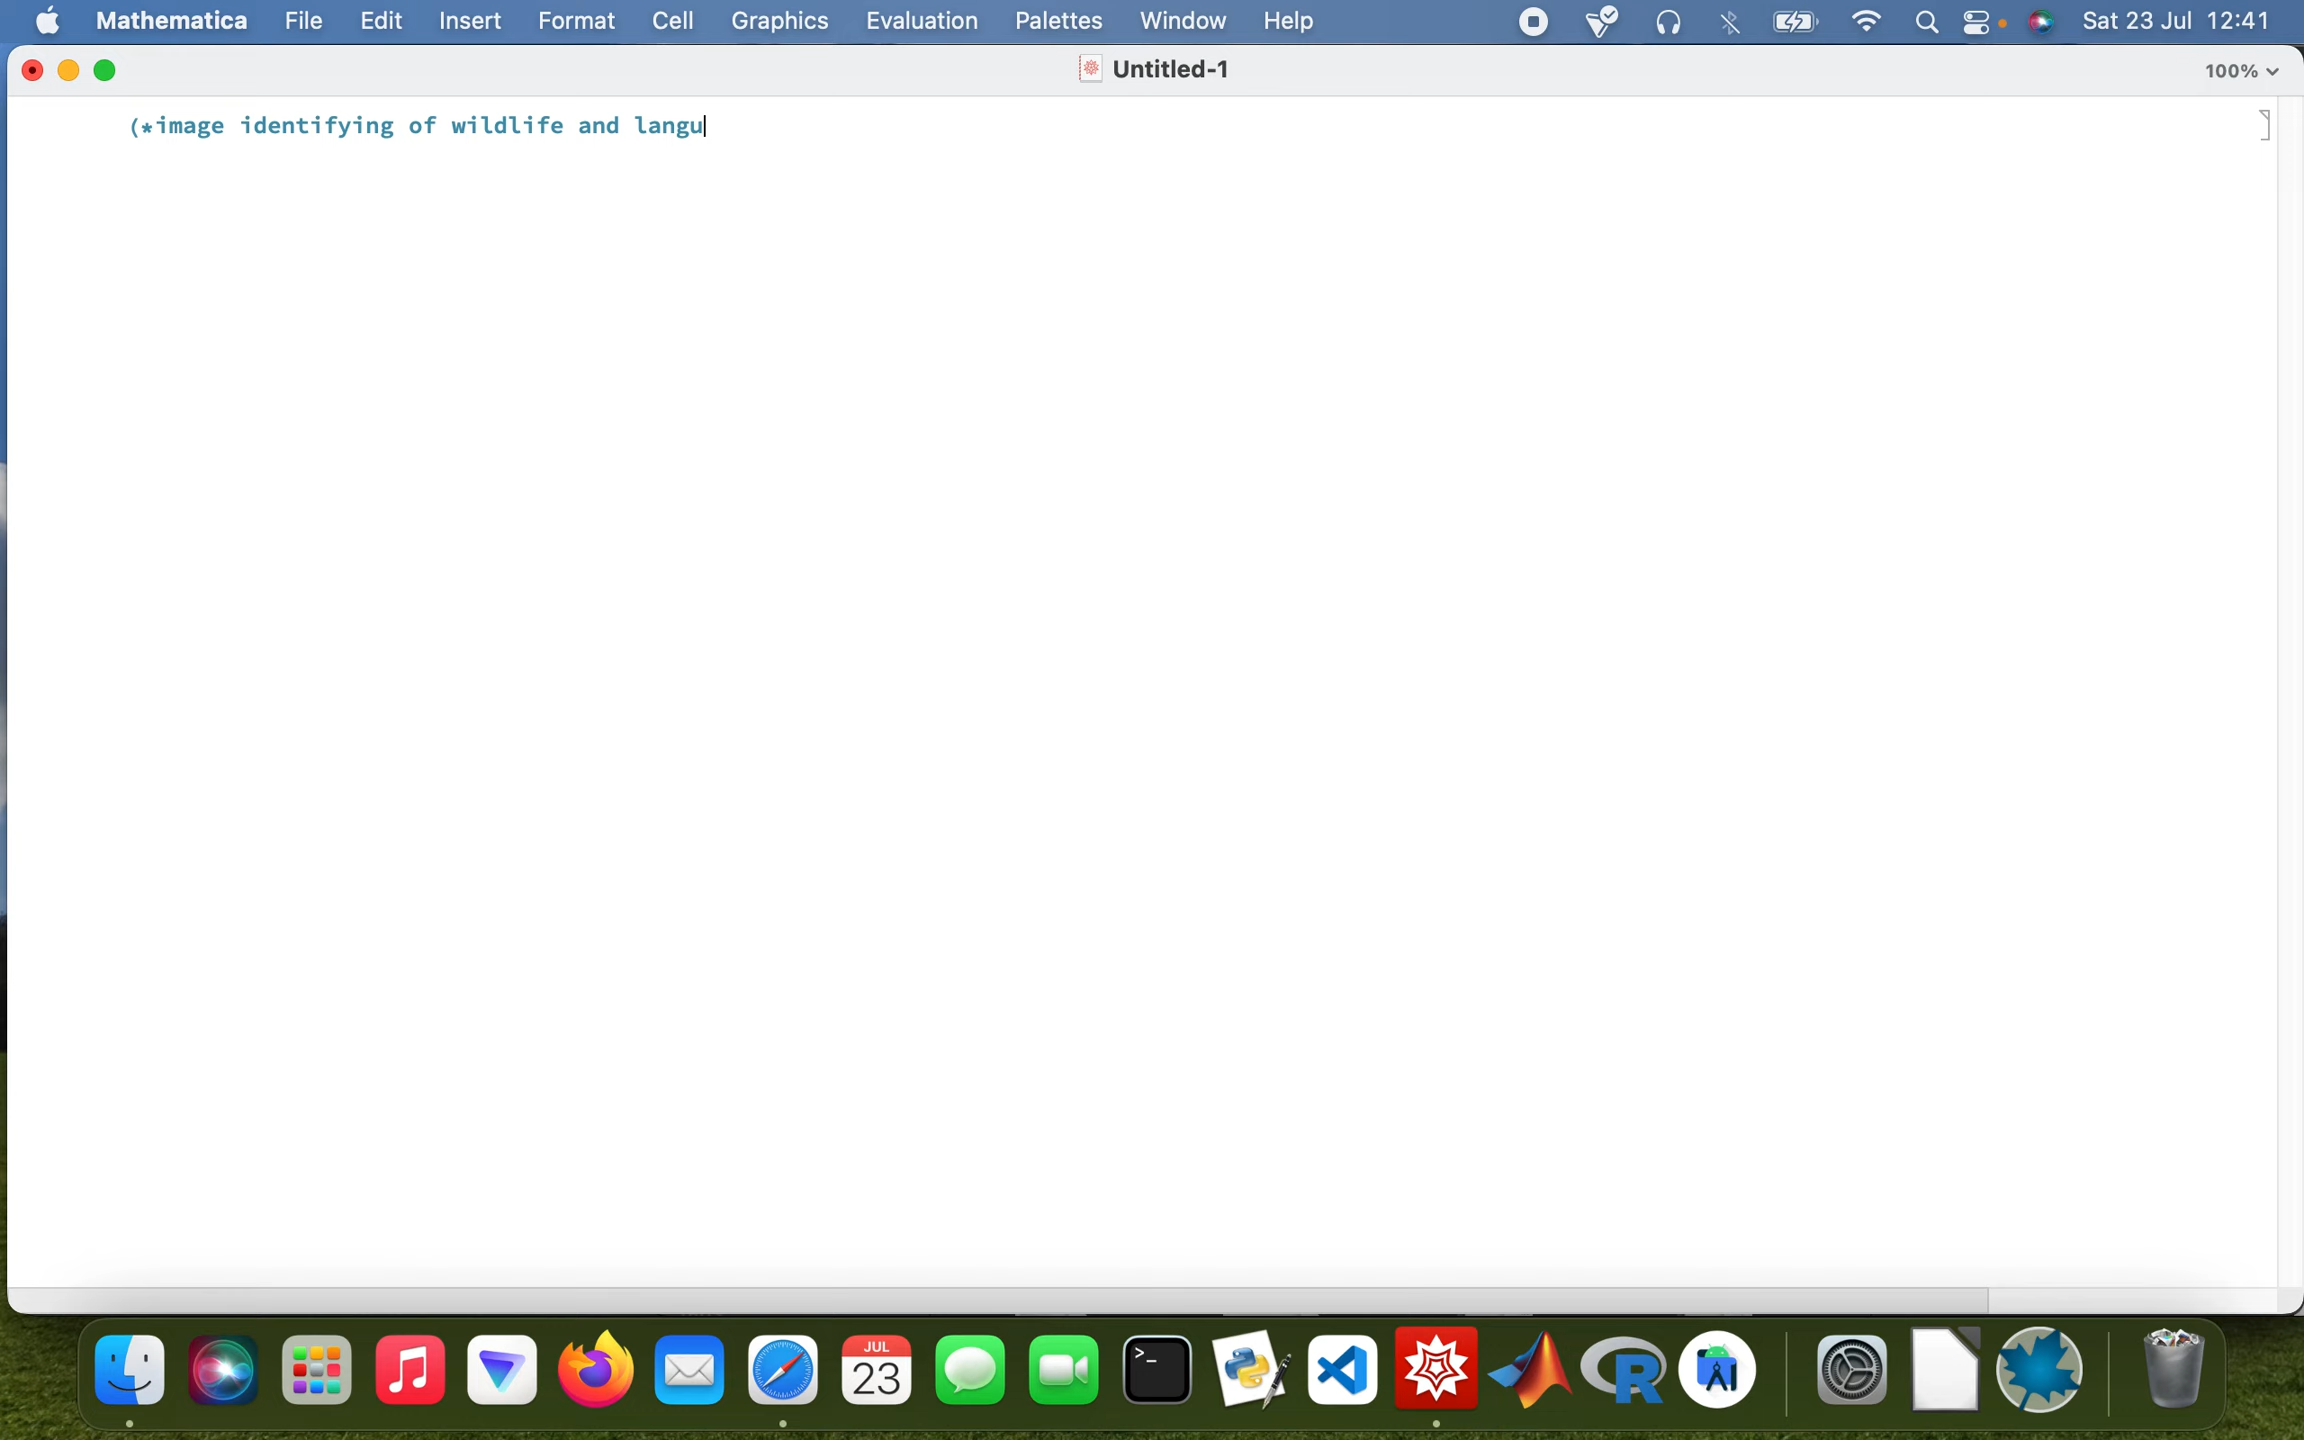 Mathematica File Edit Insert Format Cell Graphics Evaluation Palettes Window Help Sat 23 Jul 12:41
Untitled-1 100%
(*image identifying of wildlife and langu
JUL
23
>_
R